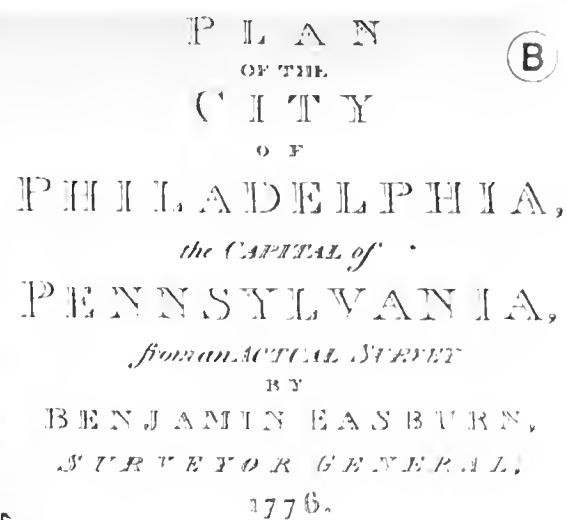 PLAN
OF THE
B
CITY
OF
PHILADELPHIA,
the CAPITAL of
PENNSYLVANIA,
from an ACTUAL SURVEY
BY
BENJAMIN EASBURN,
SURVEYOR GENERAL;
1776.